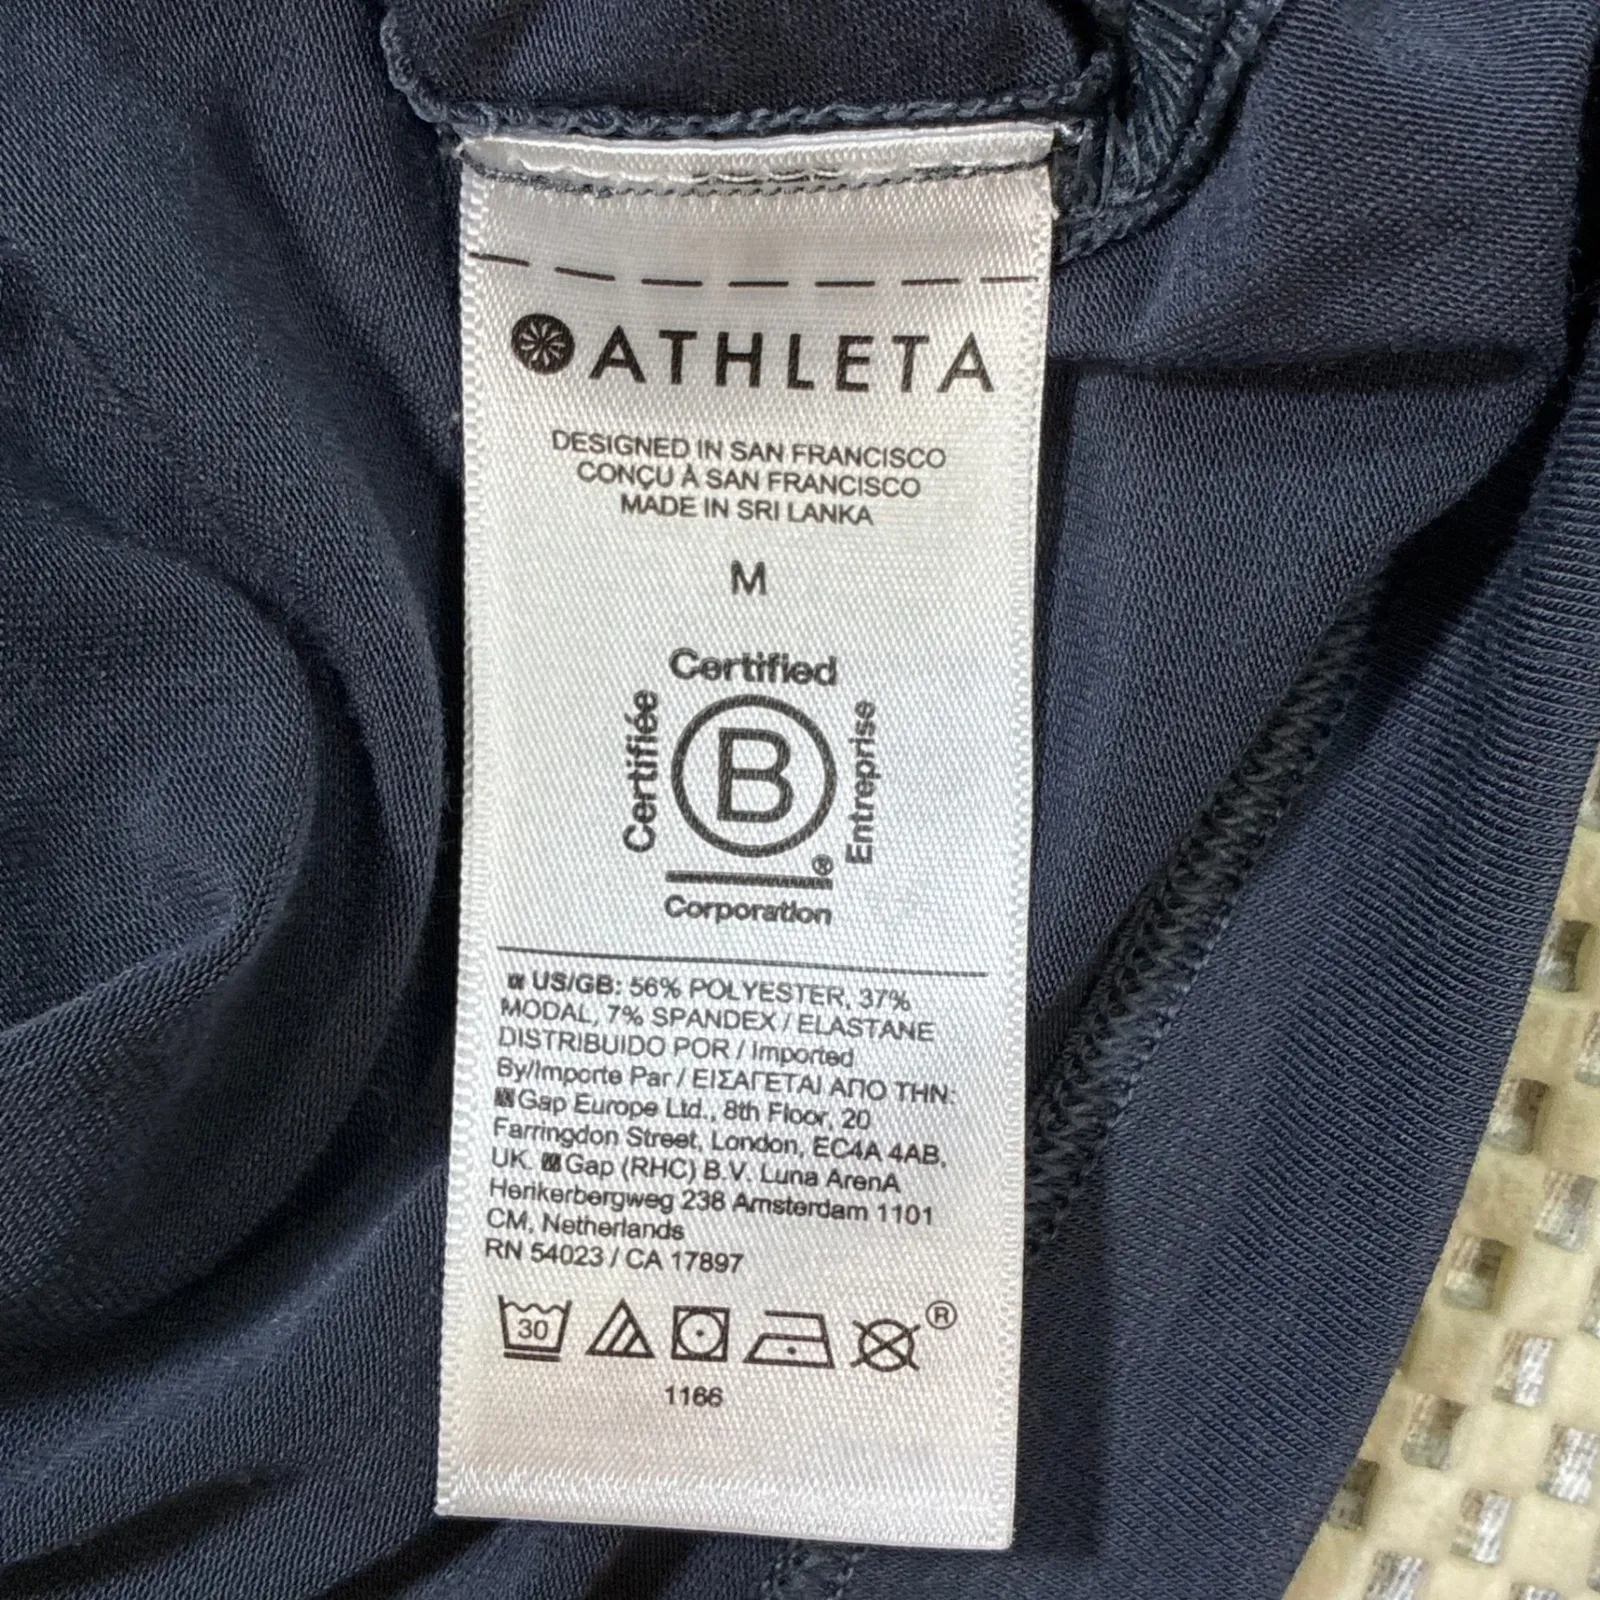 ATHLETA
DESIGNED IN SAN FRANCISCO
CONÇU À SAN FRANCISCO
MADE IN SRI LANKA
M
Certified
Certifiée
B
Entreprise
®
Corporation
US/GB: 56% POLYESTER, 37%
MODAL, 7% SPANDEX / ELASTANE
DISTRIBUIDO POR / Imported
By/Importe Par / ΕΙΣΑΓΕΤΑΙ ΑΠΟ ΤΗΝ:
Gap Europe Ltd., 8th Floor, 20
Farringdon Street, London, EC4A 4AB,
UK. Gap (RHC) B.V. Luna ArenA
Herikerbergweg 238 Amsterdam 1101
CM, Netherlands
RN 54023 / CA 17897
30
®
1166